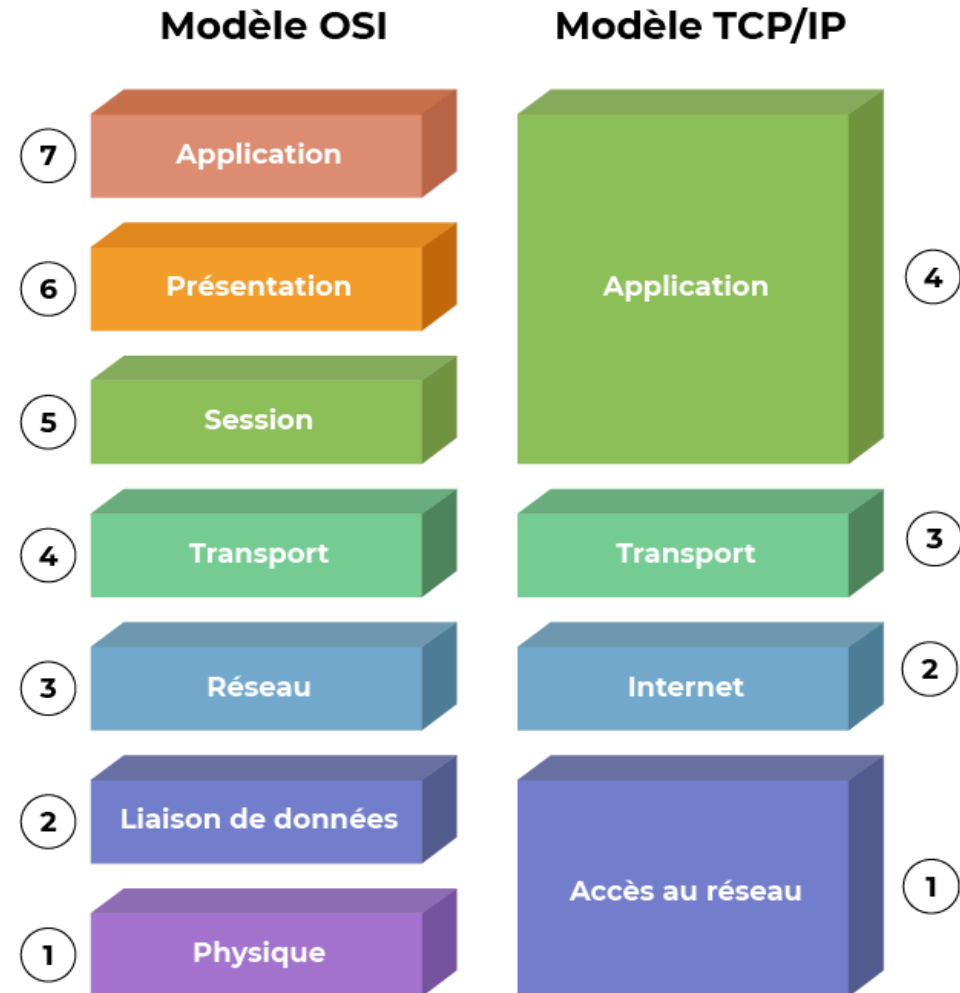 Modèle OSI
Modèle TCP/IP
7
Application
6
Présentation
5
Session
4
Transport
3
Réseau
2
Liaison de données
1
Physique
Application
4
Transport
3
Internet
2
Accès au réseau
1